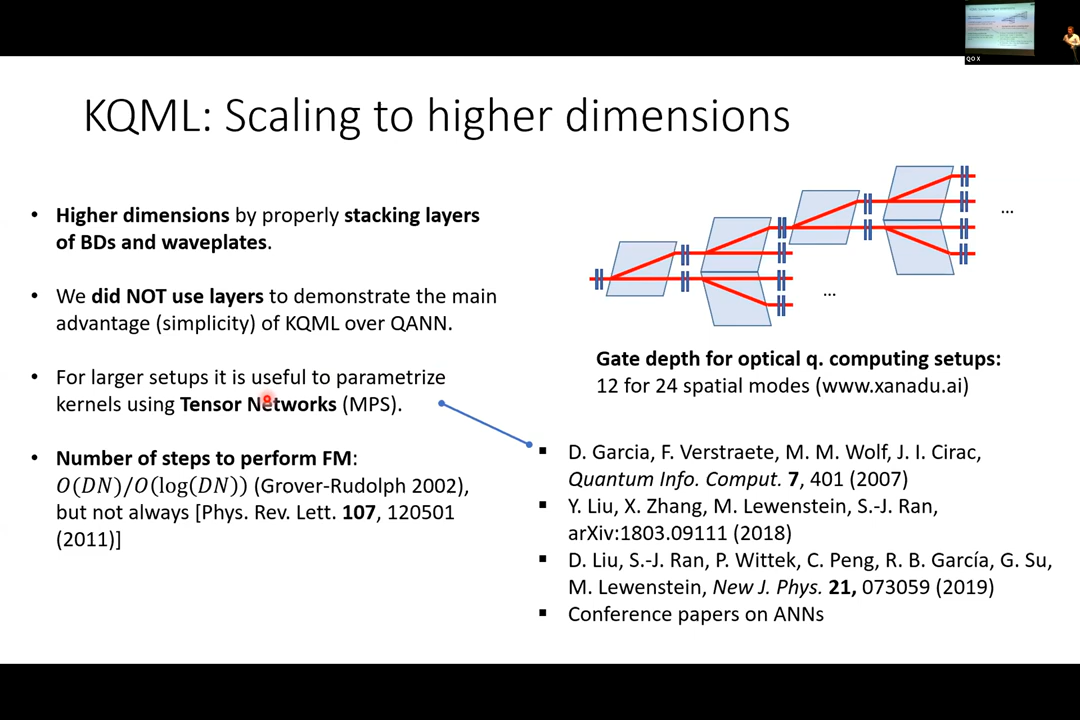 KQML: Scaling to higher dimensions
• Higher dimensions by properly stacking layers
of BDs and waveplates.
• We did NOT use layers to demonstrate the main
advantage (simplicity) of KQML over QANN.
• For larger setups it is useful to parametrize
kernels using Tensor Networks (MPS).
• Number of steps to perform FM:
O(DN)/O(log(DN)) (Grover-Rudolph 2002),
but not always [Phys. Rev. Lett. 107, 120501
(2011)]
...
...
Gate depth for optical q. computing setups:
12 for 24 spatial modes (www.xanadu.ai)
▪ D. Garcia, F. Verstraete, M. M. Wolf, J. I. Cirac,
Quantum Info. Comput. 7, 401 (2007)
▪ Y. Liu, X. Zhang, M. Lewenstein, S.-J. Ran,
arXiv:1803.09111 (2018)
▪ D. Liu, S.-J. Ran, P. Wittek, C. Peng, R. B. García, G. Su,
M. Lewenstein, New J. Phys. 21, 073059 (2019)
▪ Conference papers on ANNs